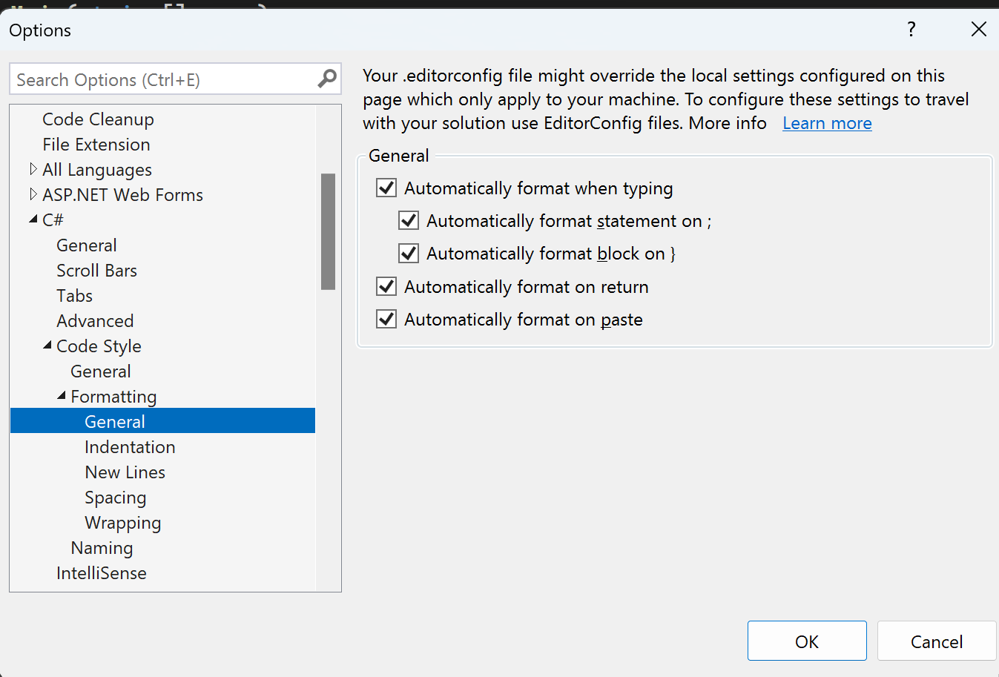 Options
?
Search Options (Ctrl+E)
Code Cleanup
File Extension
All Languages
ASP.NET Web Forms
C#
General
Scroll Bars
Tabs
Advanced
Code Style
General
Formatting
General
Indentation
New Lines
Spacing
Wrapping
Naming
IntelliSense
Your .editorconfig file might override the local settings configured on this
page which only apply to your machine. To configure these settings to travel
with your solution use EditorConfig files. More info Learn more
General
Automatically format when typing
Automatically format statement on ;
Automatically format block on }
Automatically format on return
Automatically format on paste
OK
Cancel